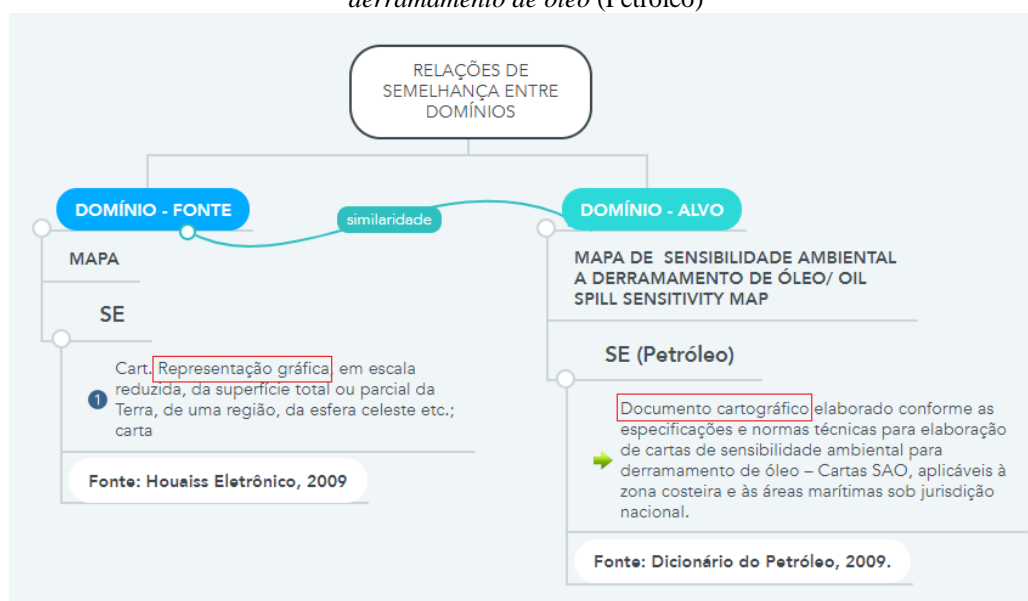 derramamento de óleo (Petróleo)
RELAÇÕES DE
SEMELHANÇA ENTRE
DOMÍNIOS
DOMÍNIO - FONTE
similaridade
DOMÍNIO - ALVO
MAPA
SE
Cart. Representação gráfica, em escala
reduzida, da superfície total ou parcial da
1
Terra, de uma região, da esfera celeste etc.;
carta
Fonte: Houaiss Eletrônico, 2009
MAPA DE SENSIBILIDADE AMBIENTAL
A DERRAMAMENTO DE ÓLEO/ OIL
SPILL SENSITIVITY MAP
SE (Petróleo)
Documento cartográfico elaborado conforme as
especificações e normas técnicas para elaboração
de cartas de sensibilidade ambiental para
derramamento de óleo – Cartas SAO, aplicáveis à
zona costeira e às áreas marítimas sob jurisdição
nacional.
Fonte: Dicionário do Petróleo, 2009.